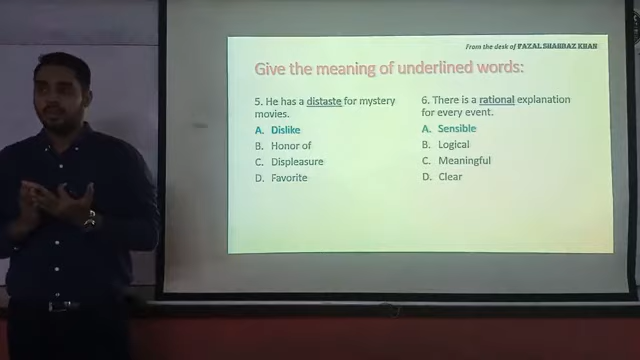 From the desk of FAZAL SHAHBAZ KHAN
Give the meaning of underlined words:
5. He has a distaste for mystery
movies.
A. Dislike
B. Honor of
C. Displeasure
D. Favorite
6. There is a rational explanation
for every event.
A. Sensible
B. Logical
C. Meaningful
D. Clear